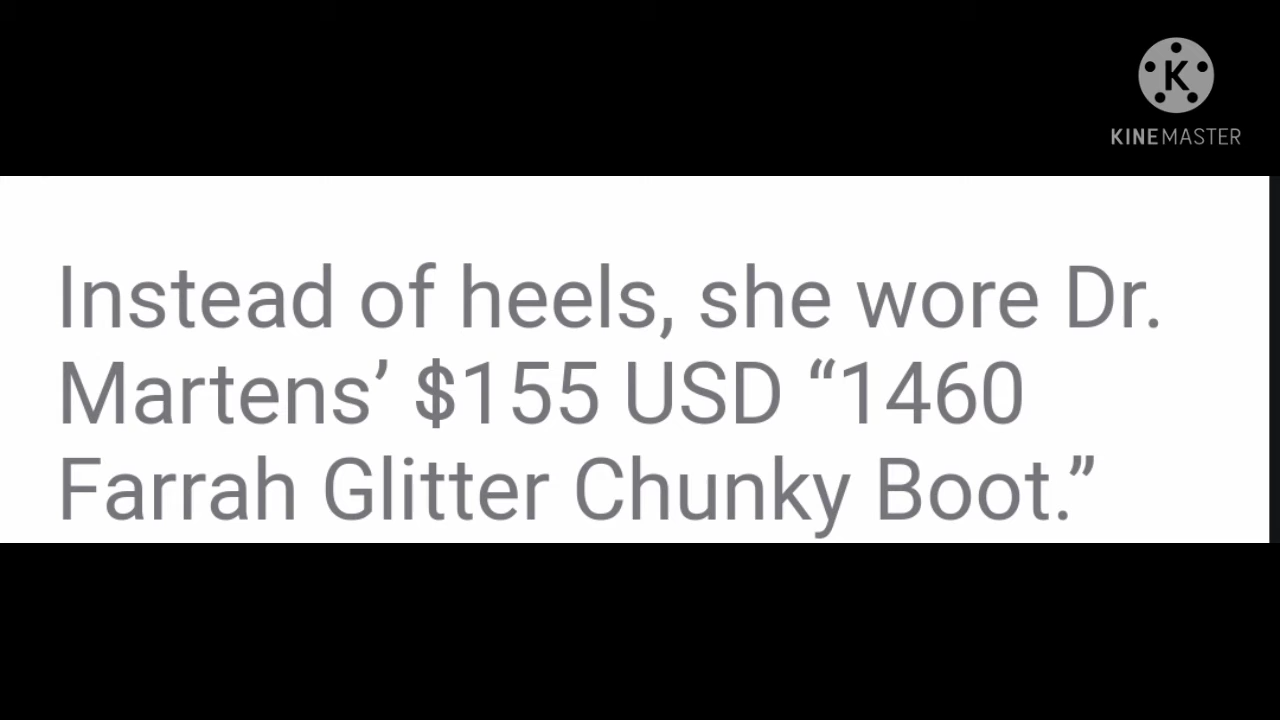 K
KINEMASTER
Instead of heels, she wore Dr.
Martens’ $155 USD “1460
Farrah Glitter Chunky Boot.”